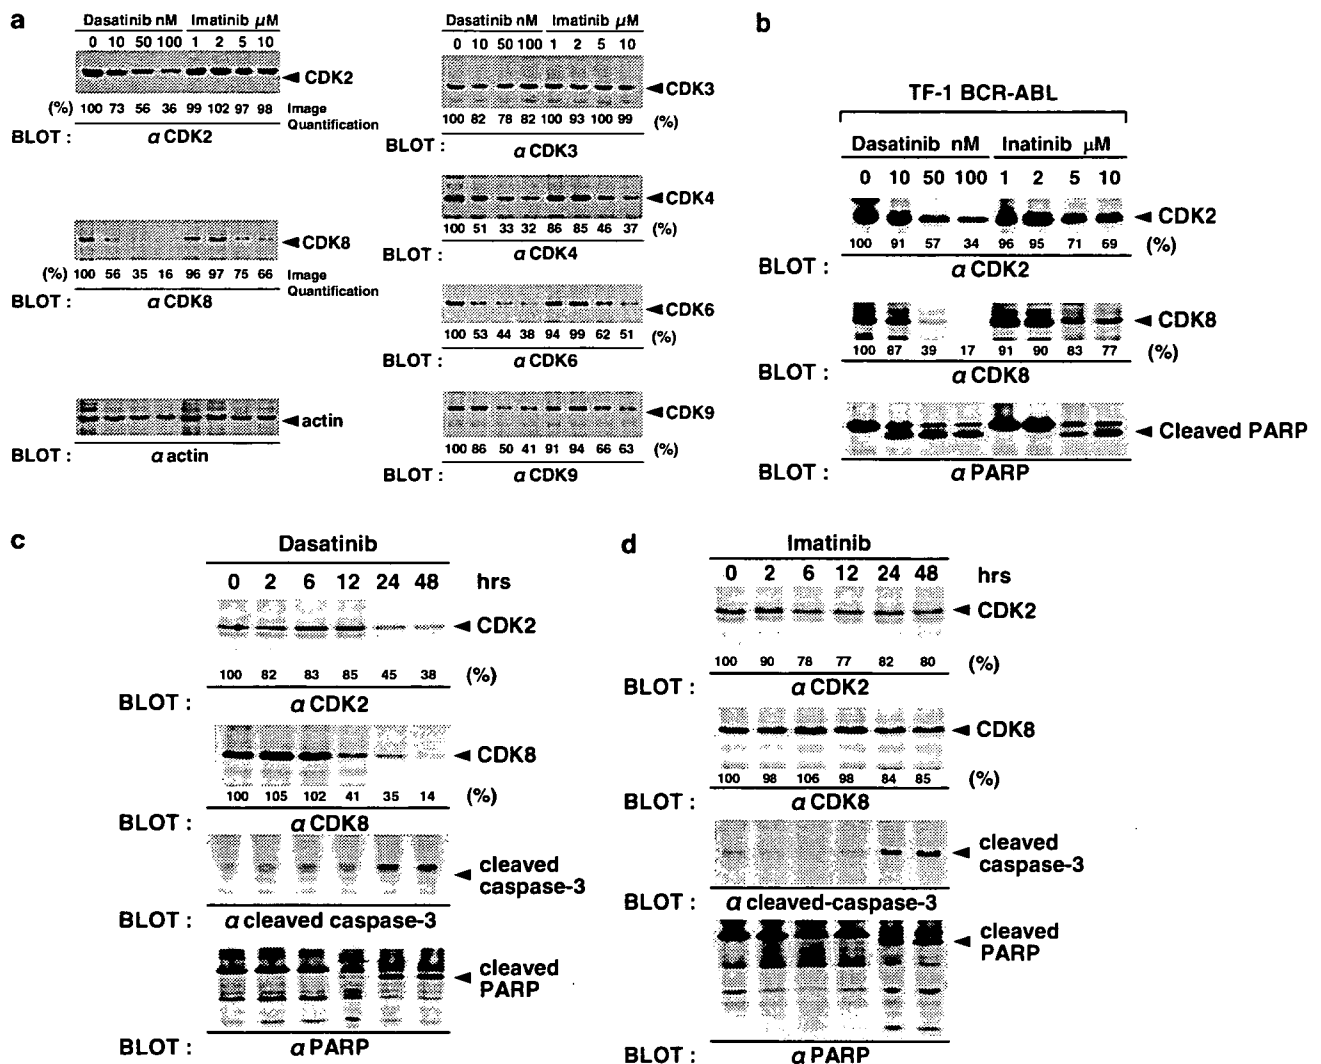 a
Dasatinib nM Imatinib μM
0 10 50 100 1 2 5 10
CDK2
(%) 100 73 56 36 99 102 97 98 Image Quantification
BLOT : α CDK2
CDK8
(%) 100 56 35 16 96 97 75 66 Image Quantification
BLOT : α CDK8
actin
BLOT : α actin
Dasatinib nM Imatinib μM
0 10 50 100 1 2 5 10
CDK3
100 82 78 82 100 93 100 99 (%)
BLOT : α CDK3
CDK4
100 51 33 32 86 85 46 37 (%)
BLOT : α CDK4
CDK6
100 53 44 38 94 99 62 51 (%)
BLOT : α CDK6
CDK9
100 86 50 41 91 94 66 63 (%)
BLOT : α CDK9
b
TF-1 BCR-ABL
Dasatinib nM Inatinib μM
0 10 50 100 1 2 5 10
CDK2
100 91 57 34 96 95 71 69 (%)
BLOT : α CDK2
CDK8
100 87 39 17 91 90 83 77 (%)
BLOT : α CDK8
Cleaved PARP
BLOT : α PARP
c
Dasatinib
0 2 6 12 24 48 hrs
CDK2
100 82 83 85 45 38 (%)
BLOT : α CDK2
CDK8
100 105 102 41 35 14 (%)
BLOT : α CDK8
cleaved
caspase-3
BLOT : α cleaved caspase-3
cleaved
PARP
BLOT : α PARP
d
Imatinib
0 2 6 12 24 48 hrs
CDK2
100 90 78 77 82 80 (%)
BLOT : α CDK2
CDK8
100 98 106 98 84 85 (%)
BLOT : α CDK8
cleaved
caspase-3
BLOT : α cleaved-caspase-3
cleaved
PARP
BLOT : α PARP